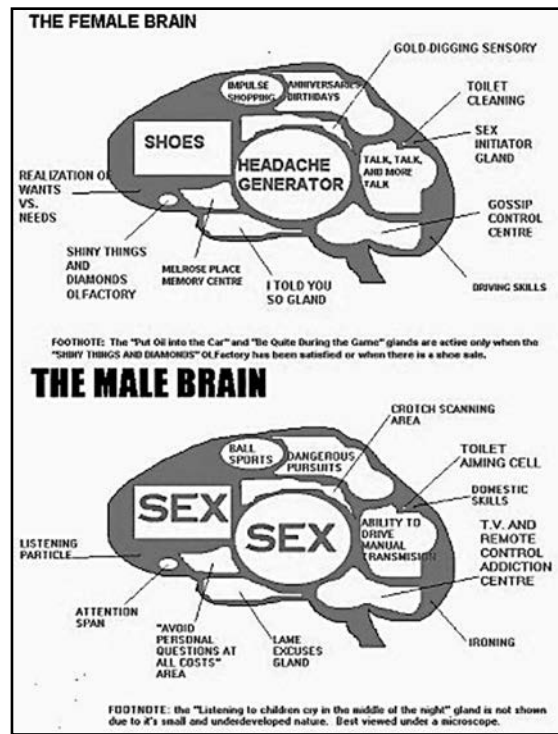 THE FEMALE BRAIN
GOLD-DIGGING SENSORY
IMPULSE
SHOPPING
ANNIVERSARIES
BIRTHDAYS
TOILET
CLEANING
SEX
INITIATOR
GLAND
SHOES
HEADACHE
GENERATOR
TALK, TALK,
AND MORE
TALK
REALIZATION OF
WANTS
VS.
NEEDS
GOSSIP
CONTROL
CENTRE
SHINY THINGS
AND
DIAMONDS
OLFACTORY
MELROSE PLACE
MEMORY CENTRE
I TOLD YOU
SO GLAND
DRIVING SKILLS
FOOTNOTE: The "Put Oil into the Car" and "Be Quite During the Game" glands are active only when the
"SHINY THINGS AND DIAMONDS" OLFactory has been satisfied or when there is a shoe sale.
THE MALE BRAIN
CROTCH SCANNING
AREA
BALL
SPORTS
DANGEROUS
PURSUITS
TOILET
AIMING CELL
DOMESTIC
SKILLS
SEX
SEX
ABILITY TO
DRIVE
MANUAL
TRANSMISION
T.V. AND
REMOTE
CONTROL
ADDICTION
CENTRE
LISTENING
PARTICLE
ATTENTION
SPAN
"AVOID
PERSONAL
QUESTIONS AT
ALL COSTS"
AREA
LAME
EXCUSES
GLAND
IRONING
FOOTNOTE: the "Listening to children cry in the middle of the night" gland is not shown
due to it's small and underdeveloped nature. Best viewed under a microscope.